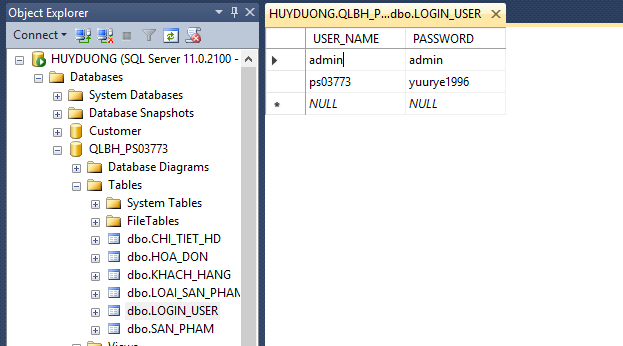 Object Explorer
Connect
HUYDUONG (SQL Server 11.0.2100 -
Databases
System Databases
Database Snapshots
Customer
QLBH_PS03773
Database Diagrams
Tables
System Tables
FileTables
dbo.CHI_TIET_HD
dbo.HOA_DON
dbo.KHACH_HANG
dbo.LOAI_SAN_PHAM
dbo.LOGIN_USER
dbo.SAN_PHAM
Views
HUYDUONG.QLBH_P...dbo.LOGIN_USER
USER_NAME PASSWORD
admin admin
ps03773 yuurye1996
NULL NULL